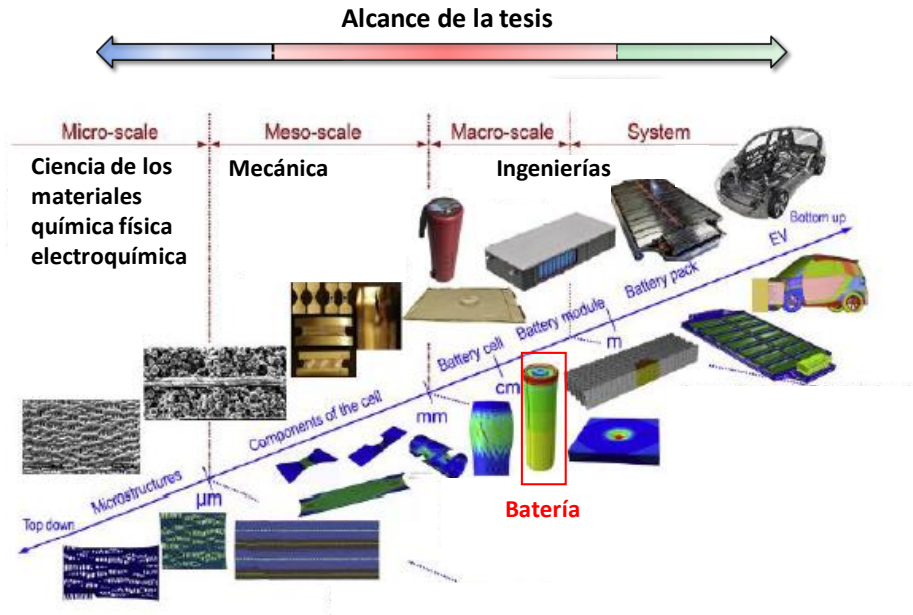 Alcance de la tesis
Micro-scale
Meso-scale
Macro-scale
System
Ciencia de los
materiales
química física
electroquímica
Mecánica
Ingenierías
Bottom up
EV
Battery pack
m
Battery module
cm
Battery cell
mm
Components of the cell
µm
Microstructures
Top down
Batería